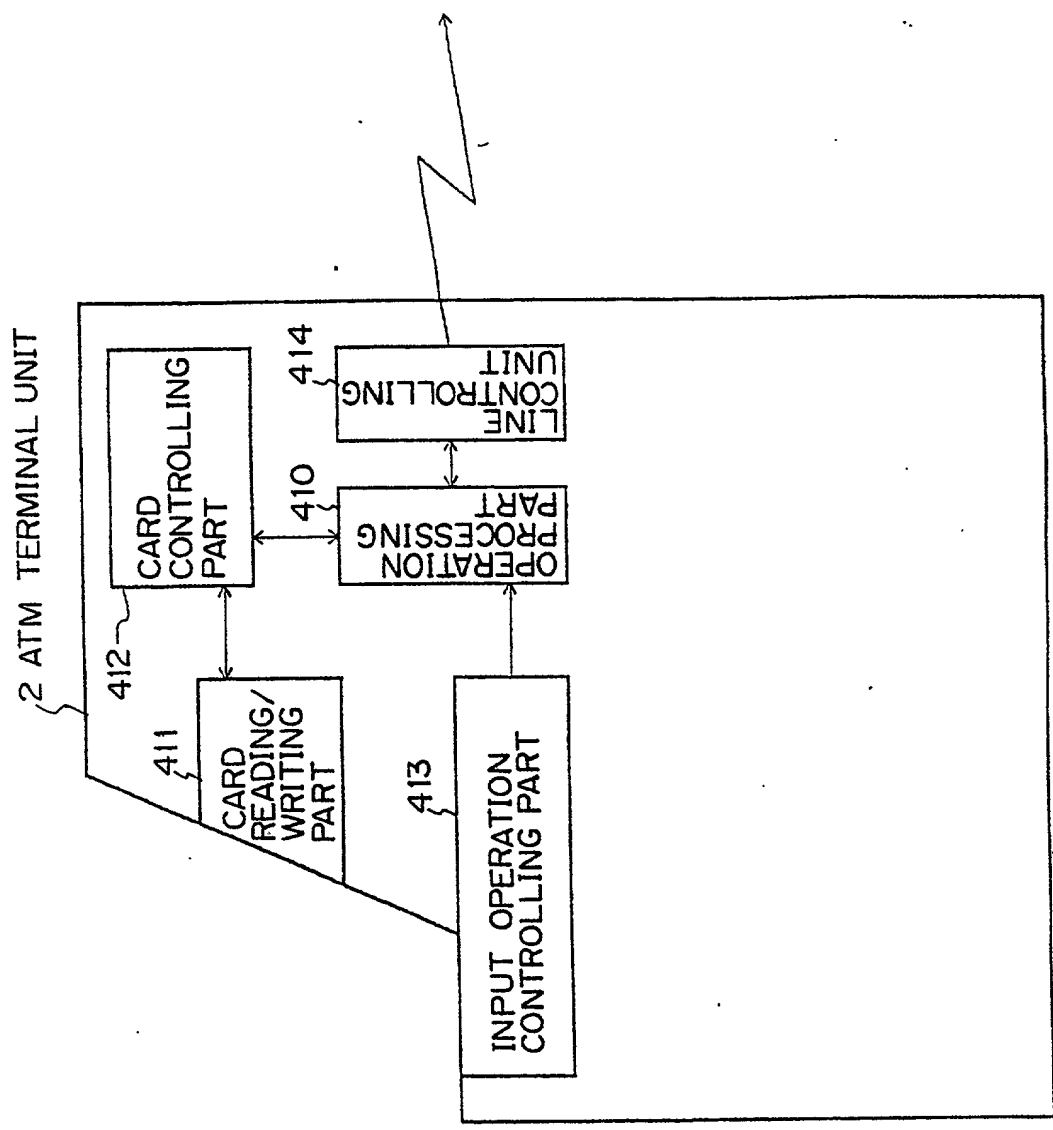 2 ATM TERMINAL UNIT
412
CARD
CONTROLLING
PART
411
CARD
READING/
WRITING
PART
414
LINE
CONTROLLING
UNIT
410
OPERATION
PROCESSING
PART
413
INPUT OPERATION
CONTROLLING PART